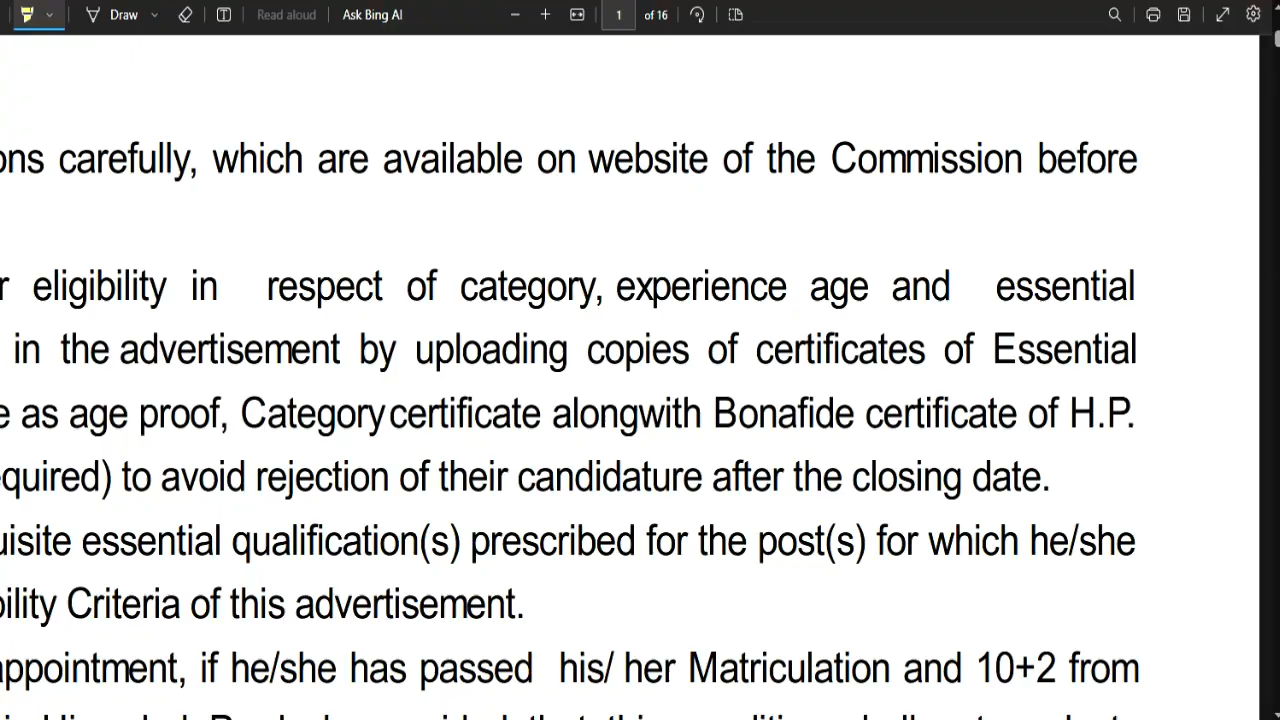 Draw Read aloud Ask Bing AI 1 of 16
ons carefully, which are available on website of the Commission before
r eligibility in respect of category, experience age and essential
in the advertisement by uploading copies of certificates of Essential
e as age proof, Category certificate alongwith Bonafide certificate of H.P.
equired) to avoid rejection of their candidature after the closing date.
uisite essential qualification(s) prescribed for the post(s) for which he/she
bility Criteria of this advertisement.
appointment, if he/she has passed his/ her Matriculation and 10+2 from